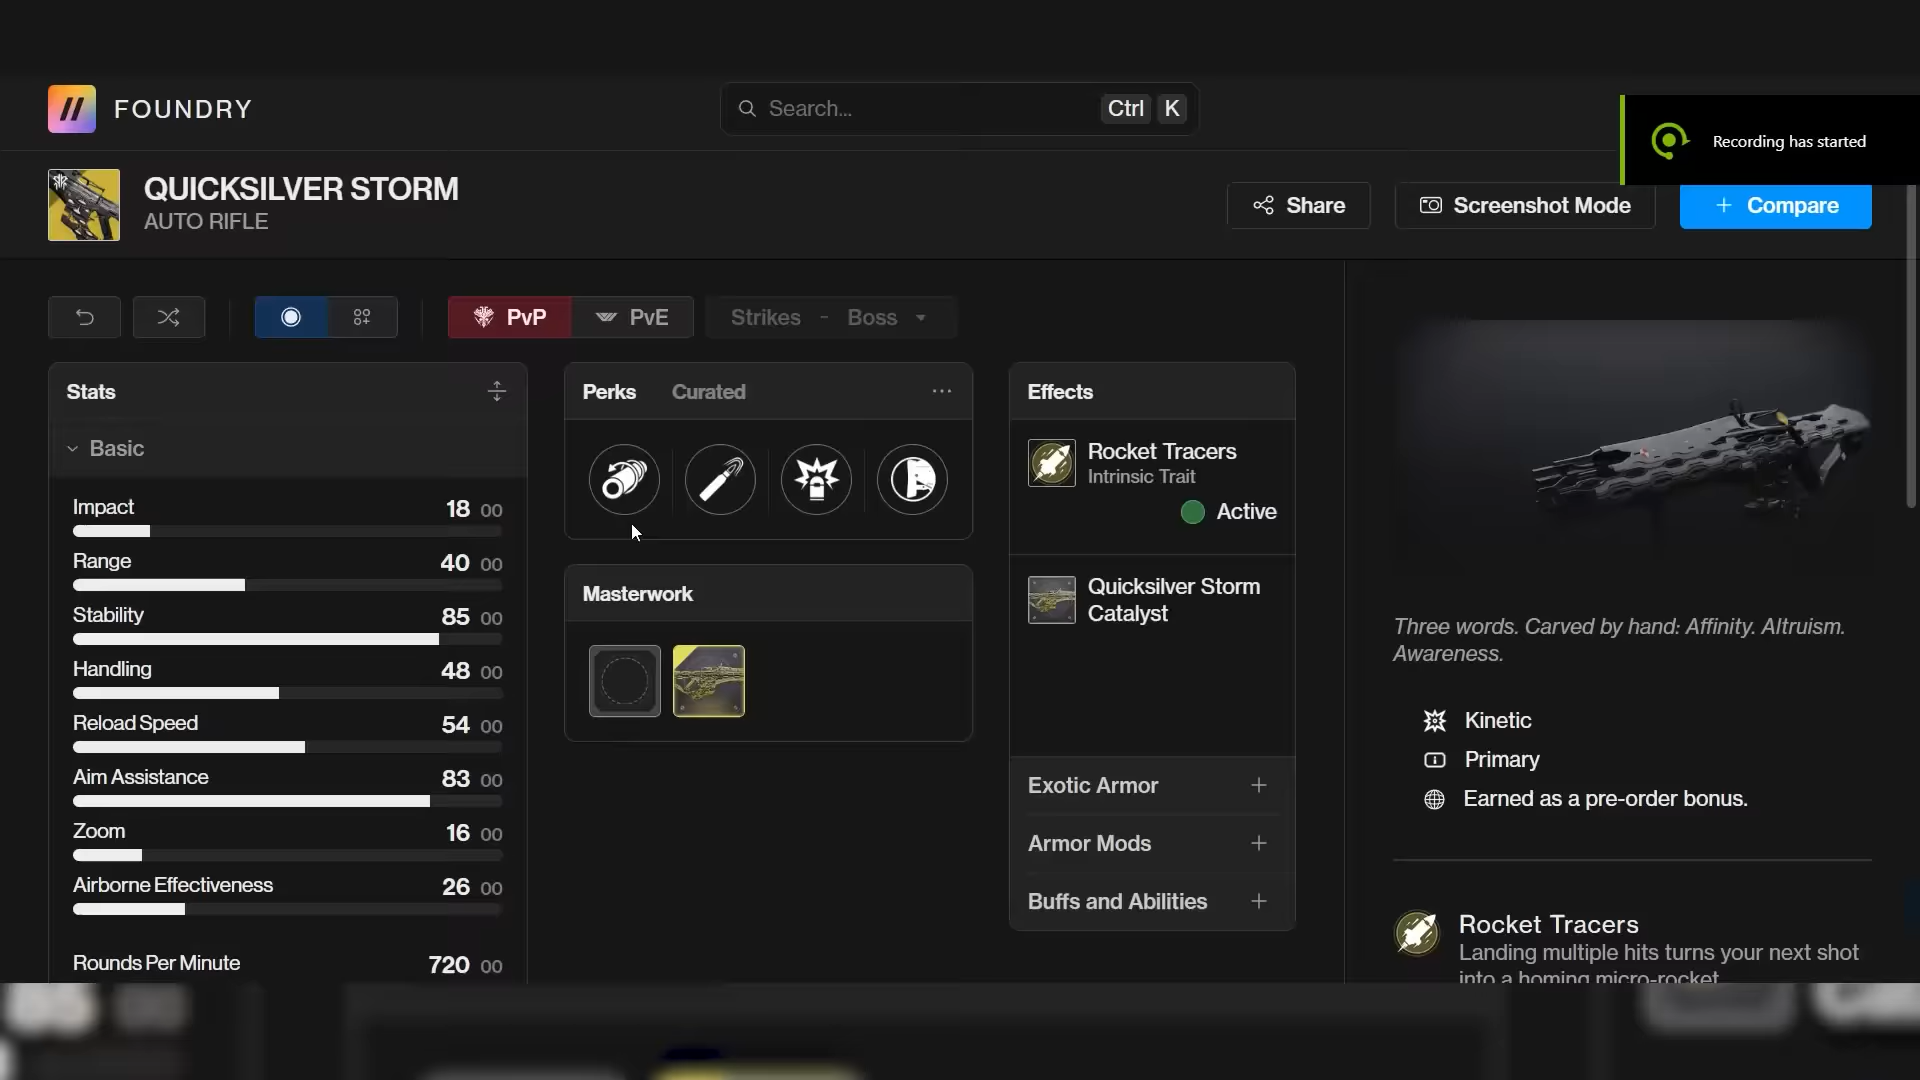 FOUNDRY
Search...
Ctrl K
Recording has started
QUICKSILVER STORM
AUTO RIFLE
Share
Screenshot Mode
+ Compare
PvP
PvE
Strikes - Boss
Stats
Basic
Impact 18 00
Range 40 00
Stability 85 00
Handling 48 00
Reload Speed 54 00
Aim Assistance 83 00
Zoom 16 00
Airborne Effectiveness 26 00
Rounds Per Minute 720 00
Perks Curated ...
Masterwork
Effects
Rocket Tracers
Intrinsic Trait
Active
Quicksilver Storm
Catalyst
Exotic Armor +
Armor Mods +
Buffs and Abilities +
Three words. Carved by hand: Affinity. Altruism.
Awareness.
Kinetic
Primary
Earned as a pre-order bonus.
Rocket Tracers
Landing multiple hits turns your next shot
into a homing micro-rocket